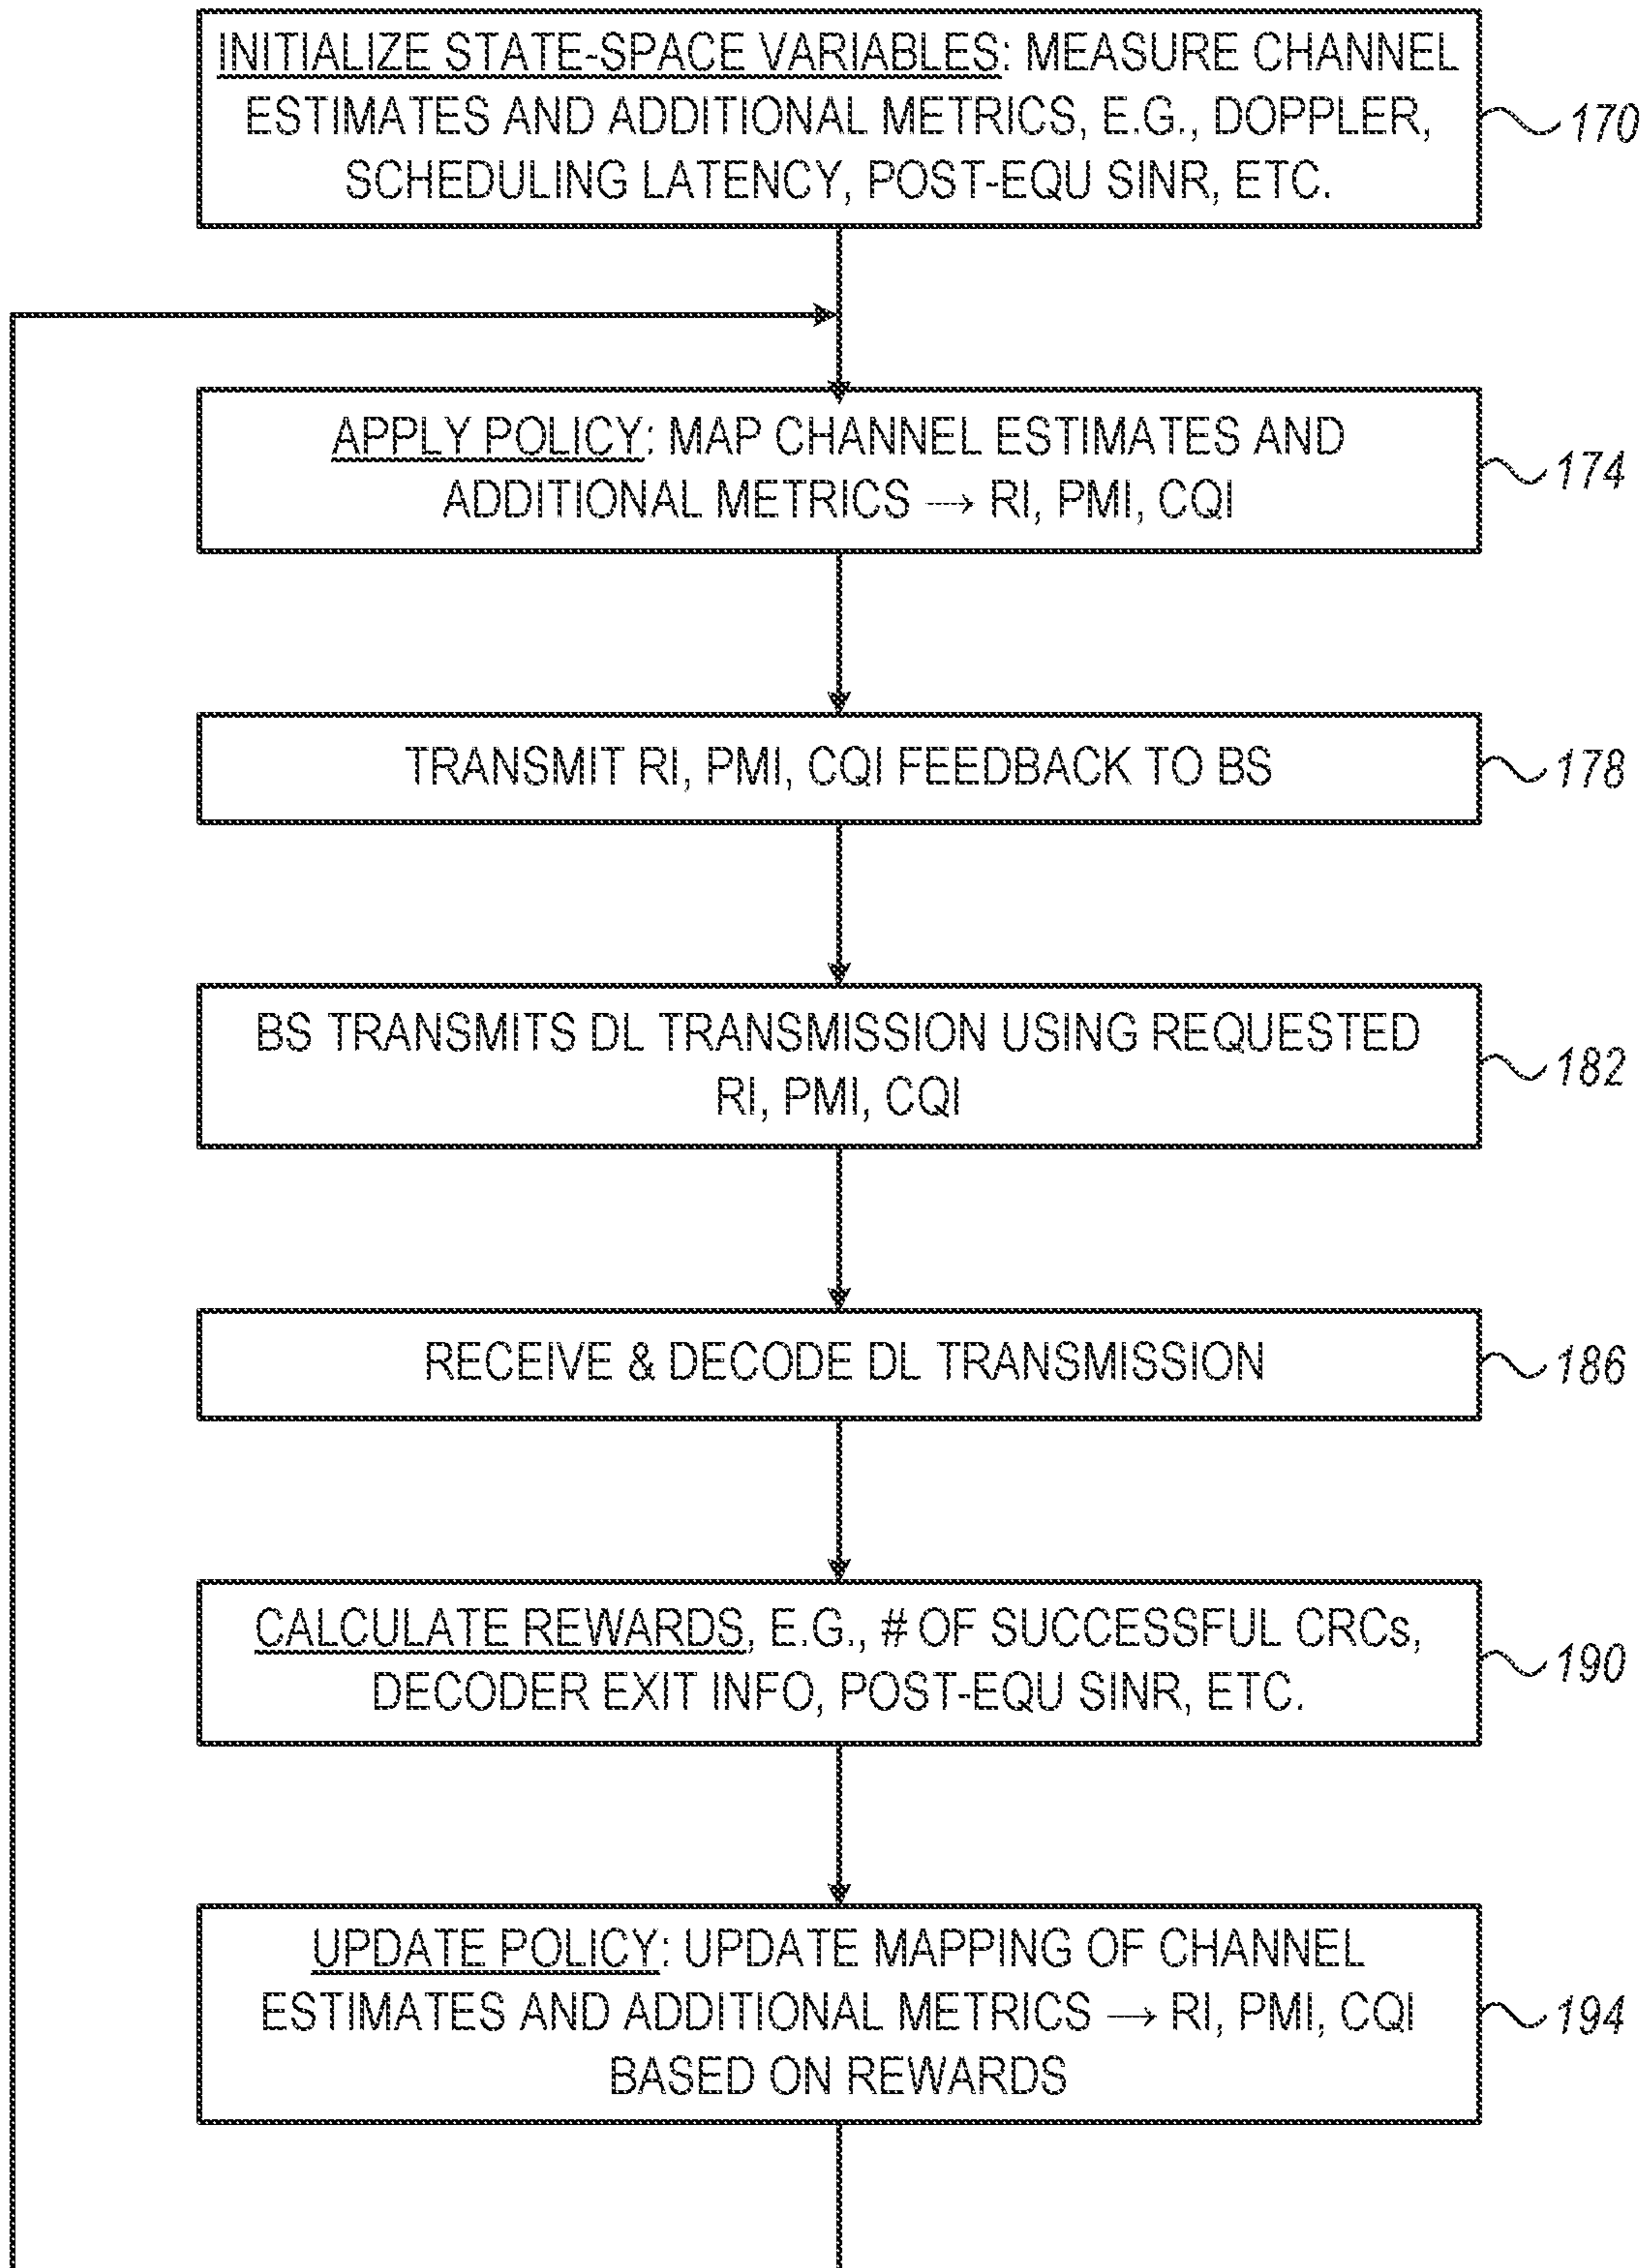 INITIALIZE STATE-SPACE VARIABLES: MEASURE CHANNEL
ESTIMATES AND ADDITIONAL METRICS, E.G., DOPPLER,
SCHEDULING LATENCY, POST-EQU SINR, ETC.
170
APPLY POLICY: MAP CHANNEL ESTIMATES AND
ADDITIONAL METRICS → RI, PMI, CQI
174
TRANSMIT RI, PMI, CQI FEEDBACK TO BS
178
BS TRANSMITS DL TRANSMISSION USING REQUESTED
RI, PMI, CQI
182
RECEIVE & DECODE DL TRANSMISSION
186
CALCULATE REWARDS, E.G., # OF SUCCESSFUL CRCs,
DECODER EXIT INFO, POST-EQU SINR, ETC.
190
UPDATE POLICY: UPDATE MAPPING OF CHANNEL
ESTIMATES AND ADDITIONAL METRICS → RI, PMI, CQI
BASED ON REWARDS
194